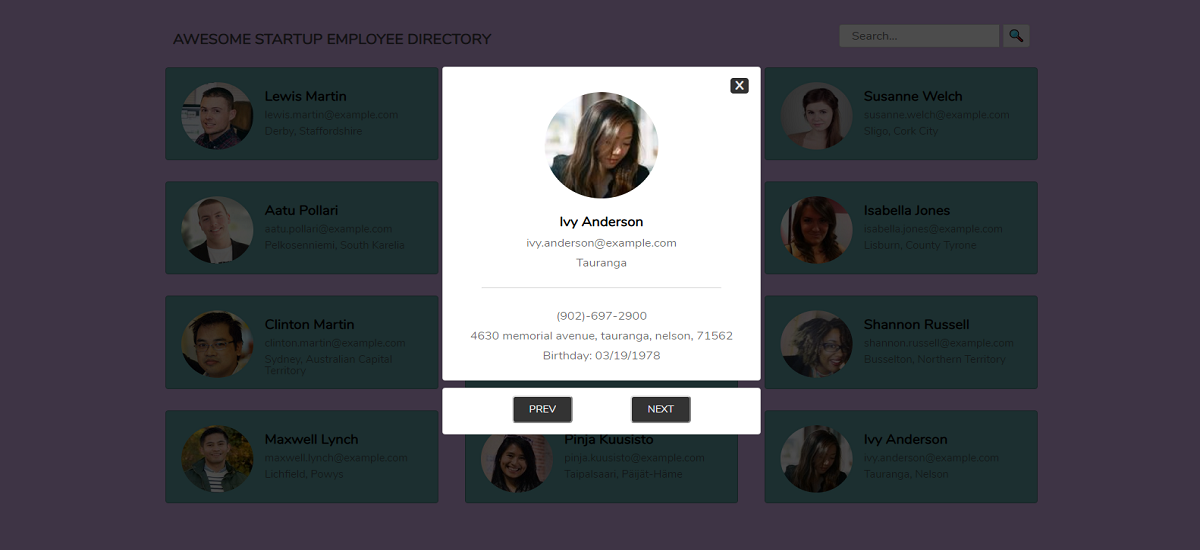 AWESOME STARTUP EMPLOYEE DIRECTORY
Search...
Lewis Martin
lewis.martin@example.com
Derby, Staffordshire
X
Ivy Anderson
ivy.anderson@example.com
Tauranga
(902)-697-2900
4630 memorial avenue, tauranga, nelson, 71562
Birthday: 03/19/1978
PREV
NEXT
Susanne Welch
susanne.welch@example.com
Sligo, Cork City
Aatu Pollari
aatu.pollari@example.com
Pelkosenniemi, South Karelia
Isabella Jones
isabella.jones@example.com
Lisburn, County Tyrone
Clinton Martin
clinton.martin@example.com
Sydney, Australian Capital
Territory
Shannon Russell
shannon.russell@example.com
Busselton, Northern Territory
Maxwell Lynch
maxwell.lynch@example.com
Lichfield, Powys
Pinja Kuusisto
pinja.kuusisto@example.com
Taipalsaari, Päijät-Häme
Ivy Anderson
ivy.anderson@example.com
Tauranga, Nelson